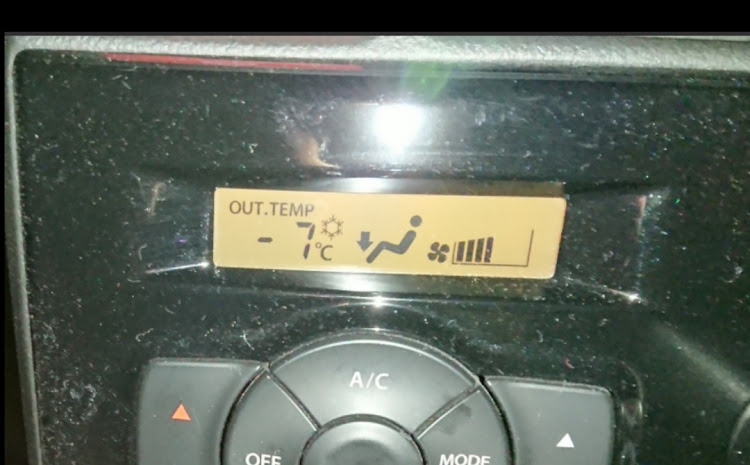 OUT.TEMP
-7°C
A/C
OFF
MODE